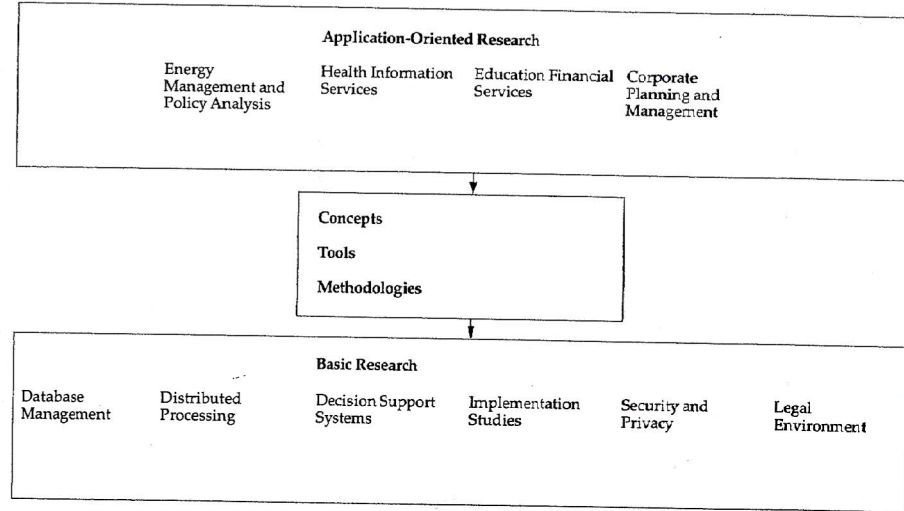 Application-Oriented Research
Energy
Management and
Policy Analysis
Health Information
Services
Education Financial
Services
Corporate
Planning and
Management
Concepts
Tools
Methodologies
Basic Research
Database
Management
Distributed
Processing
Decision Support
Systems
Implementation
Studies
Security and
Privacy
Legal
Environment